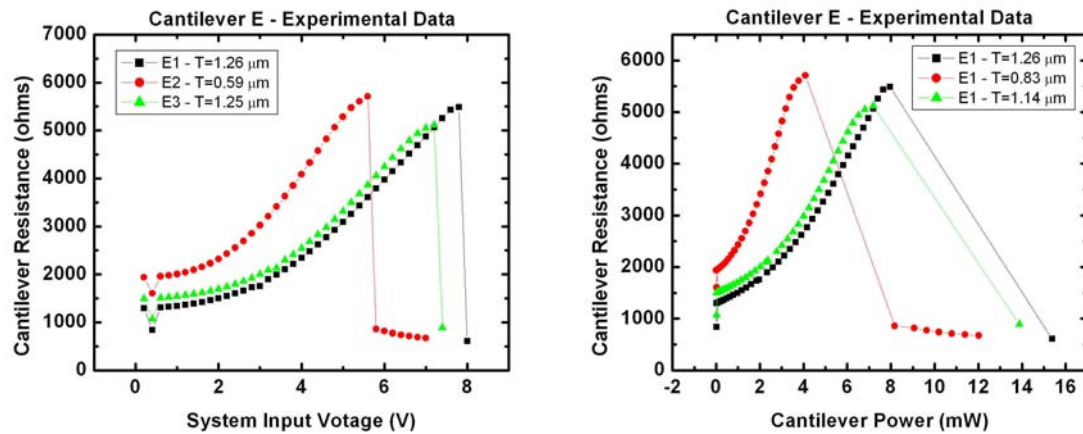 Cantilever E - Experimental Data
7000
6000
5000
4000
3000
2000
1000
0
Cantilever Resistance (ohms)
E1 - T=1.26 μm
E2 - T=0.59 μm
E3 - T=1.25 μm
0 2 4 6 8
System Input Votage (V)
Cantilever E - Experimental Data
6000
5000
4000
3000
2000
1000
0
Cantilever Resistance (ohms)
E1 - T=1.26 μm
E1 - T=0.83 μm
E1 - T=1.14 μm
-2 0 2 4 6 8 10 12 14 16
Cantilever Power (mW)